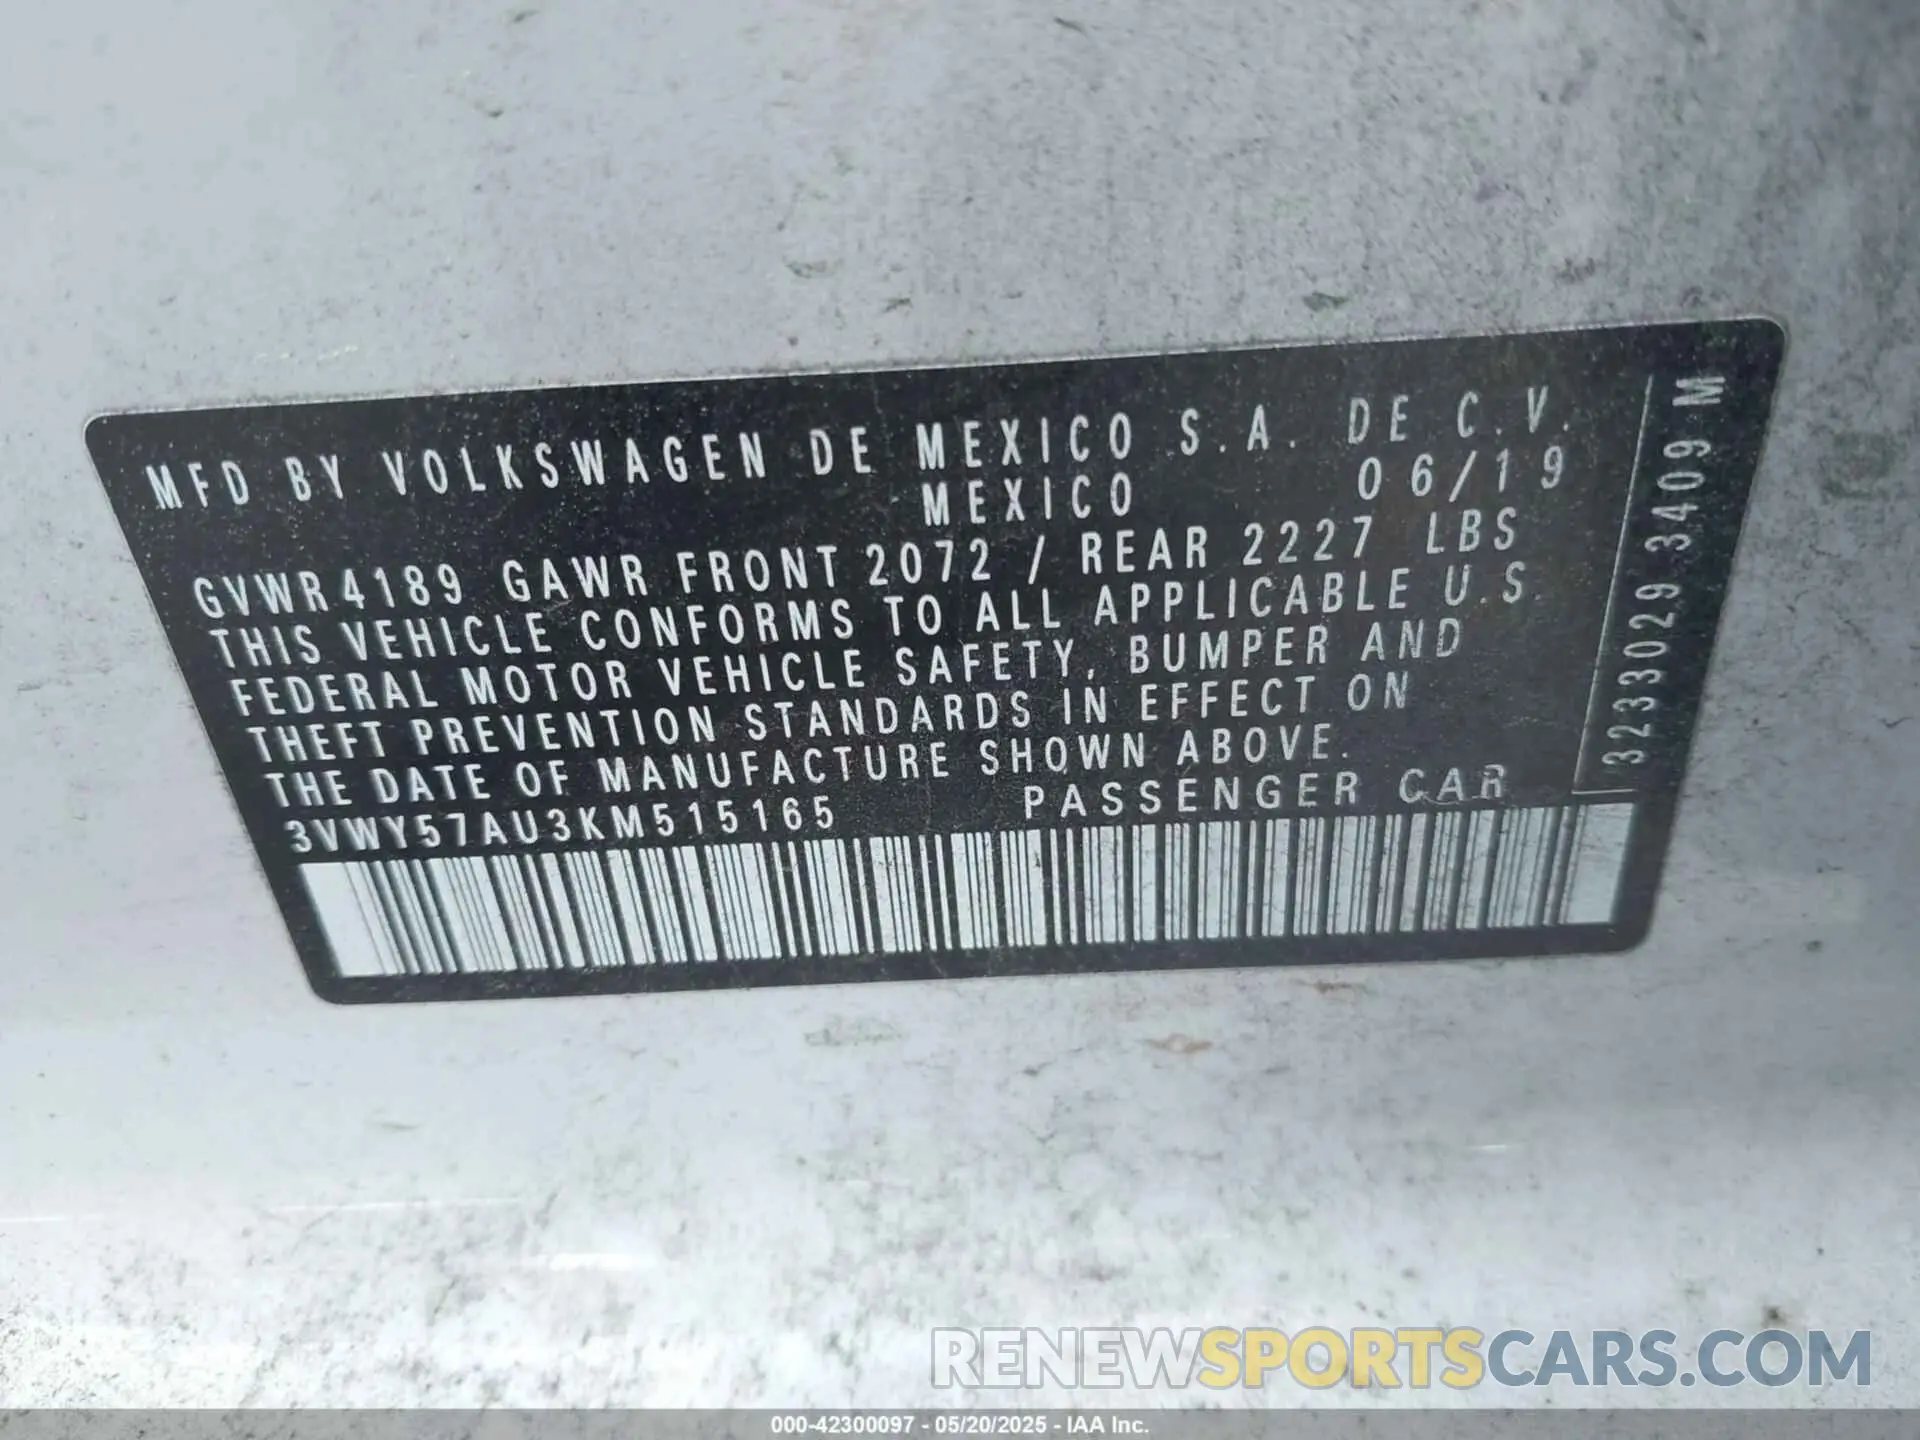 MFD BY VOLKSWAGEN DE MEXICO S.A. DE C.V.
MEXICO 06/19
GVWR 4189 GAWR FRONT 2072 / REAR 2227 LBS
THIS VEHICLE CONFORMS TO ALL APPLICABLE U.S.
FEDERAL MOTOR VEHICLE SAFETY, BUMPER AND
THEFT PREVENTION STANDARDS IN EFFECT ON
THE DATE OF MANUFACTURE SHOWN ABOVE.
3VWY57AU3KM515165 PASSENGER CAR
3233029 3409 M
RENEWSPORTSCARS.COM
000-42300097 - 05/20/2025 - IAA Inc.